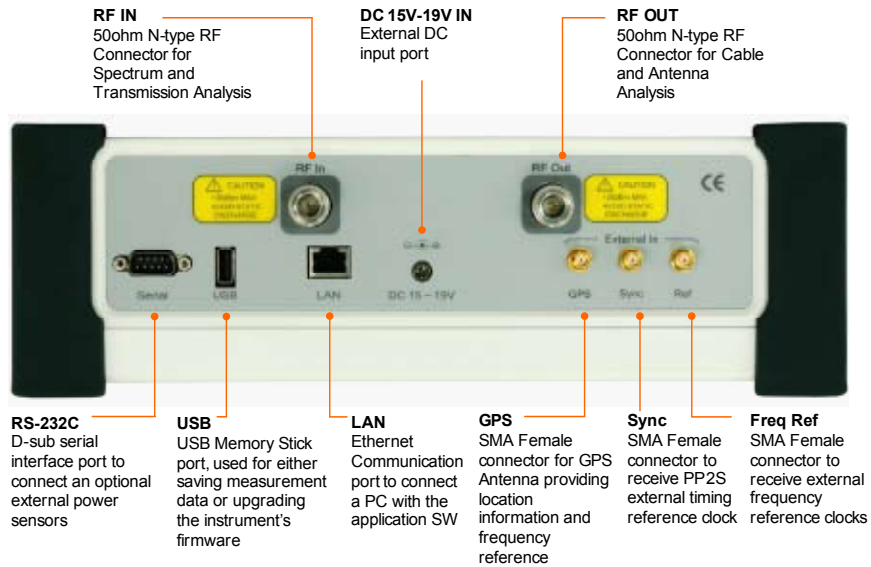 RF IN
50ohm N-type RF
Connector for
Spectrum and
Transmission Analysis
DC 15V-19V IN
External DC
input port
RF OUT
50ohm N-type RF
Connector for Cable
and Antenna
Analysis
RF In
RF Out
CAUTION
CAUTION
CE
External In
Serial
USB
LAN
DC 15 ~ 19V
GPS
Sync
Ref
RS-232C
D-sub serial
interface port to
connect an optional
external power
sensors
USB
USB Memory Stick
port, used for either
saving measurement
data or upgrading
the instrument's
firmware
LAN
Ethernet
Communication
port to connect
a PC with the
application SW
GPS
SMA Female
connector for GPS
Antenna providing
location
information and
frequency
reference
Sync
SMA Female
connector to
receive PP2S
external timing
reference clock
Freq Ref
SMA Female
connector to
receive external
frequency
reference clocks